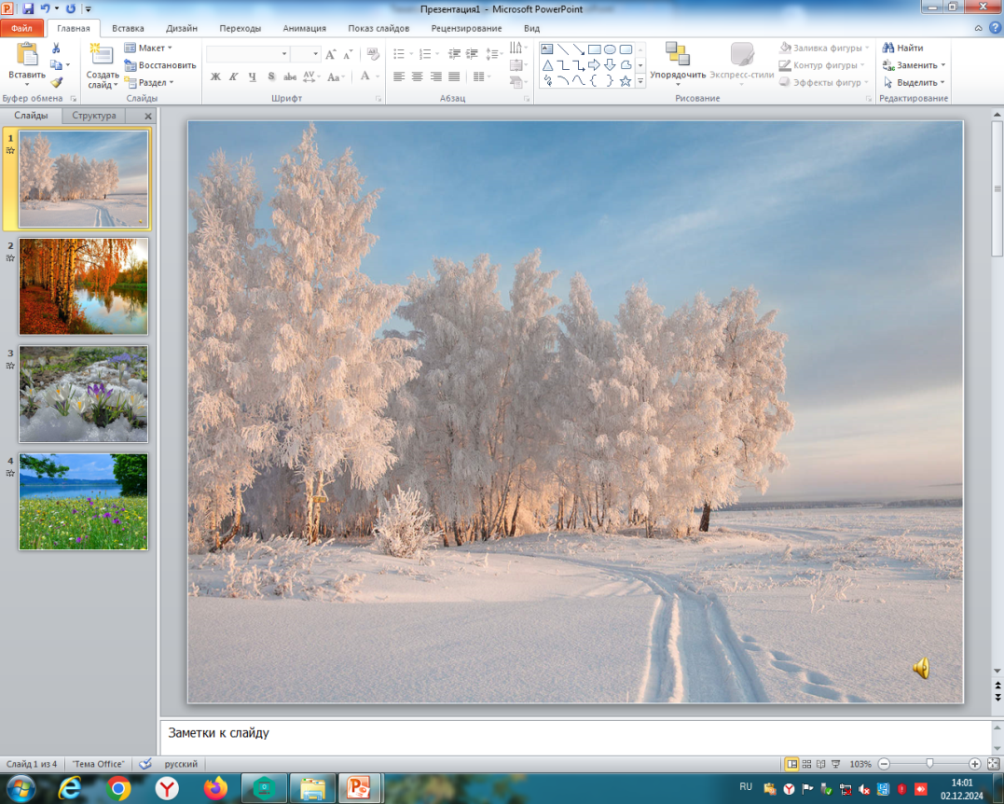 Презентация1 - Microsoft PowerPoint
Файл Главная Вставка Дизайн Переходы Анимация Показ слайдов Рецензирование Вид
Вставить
Создать слайд
Макет
Восстановить
Раздел
Ж К Ч S abc AV Aa A
Упорядочить Экспресс-стили
Заливка фигуры
Контур фигуры
Эффекты фигур
Найти
Заменить
Выделить
Буфер обмена Слайды Шрифт Абзац Рисование Редактирование
Слайды Структура
1
2
3
4
Заметки к слайду
Слайд 1 из 4 "Тема Office" русский 103%
RU 14:01
02.12.2024